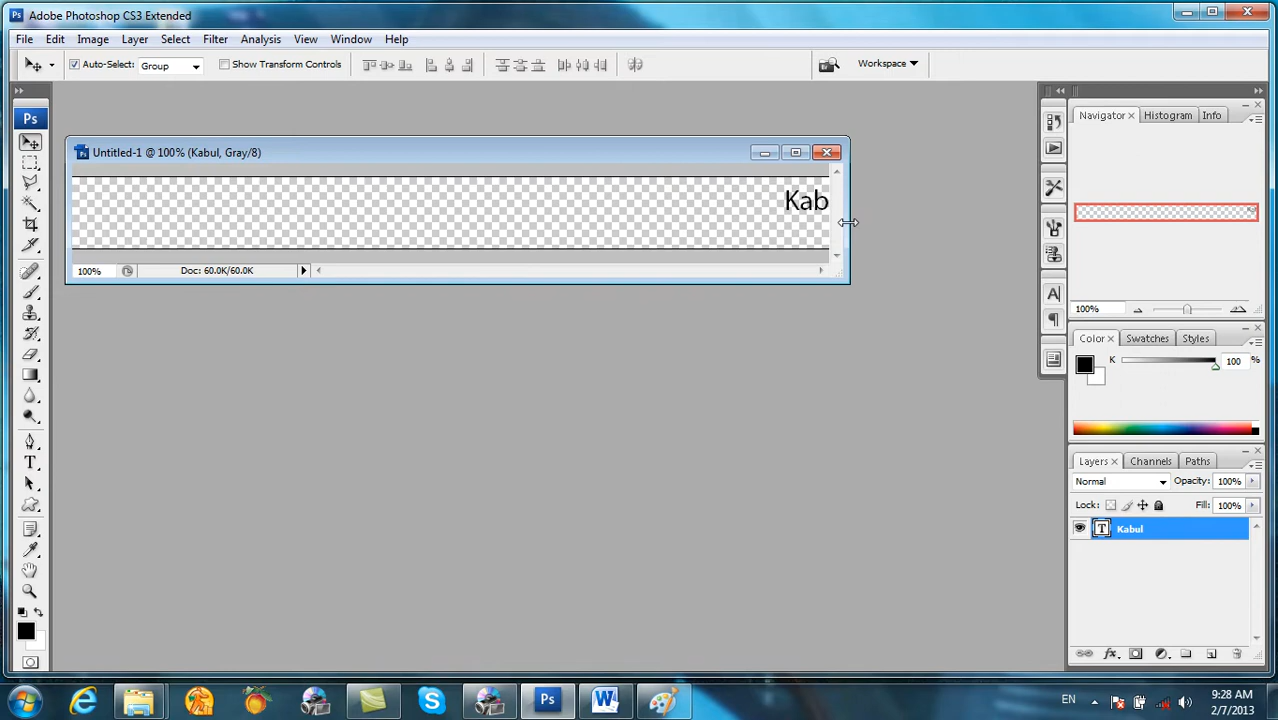 Ps Adobe Photoshop CS3 Extended
File Edit Image Layer Select Filter Analysis View Window Help
Auto-Select: Group Show Transform Controls Workspace
Ps
Untitled-1 @ 100% (Kabul, Gray/8)
Kab
100% Doc: 60.0K/60.0K
Navigator Histogram Info
100%
Color Swatches Styles
K 100 %
Layers Channels Paths
Normal Opacity: 100%
Lock: Fill: 100%
T Kabul
Ps W EN 9:28 AM
2/7/2013